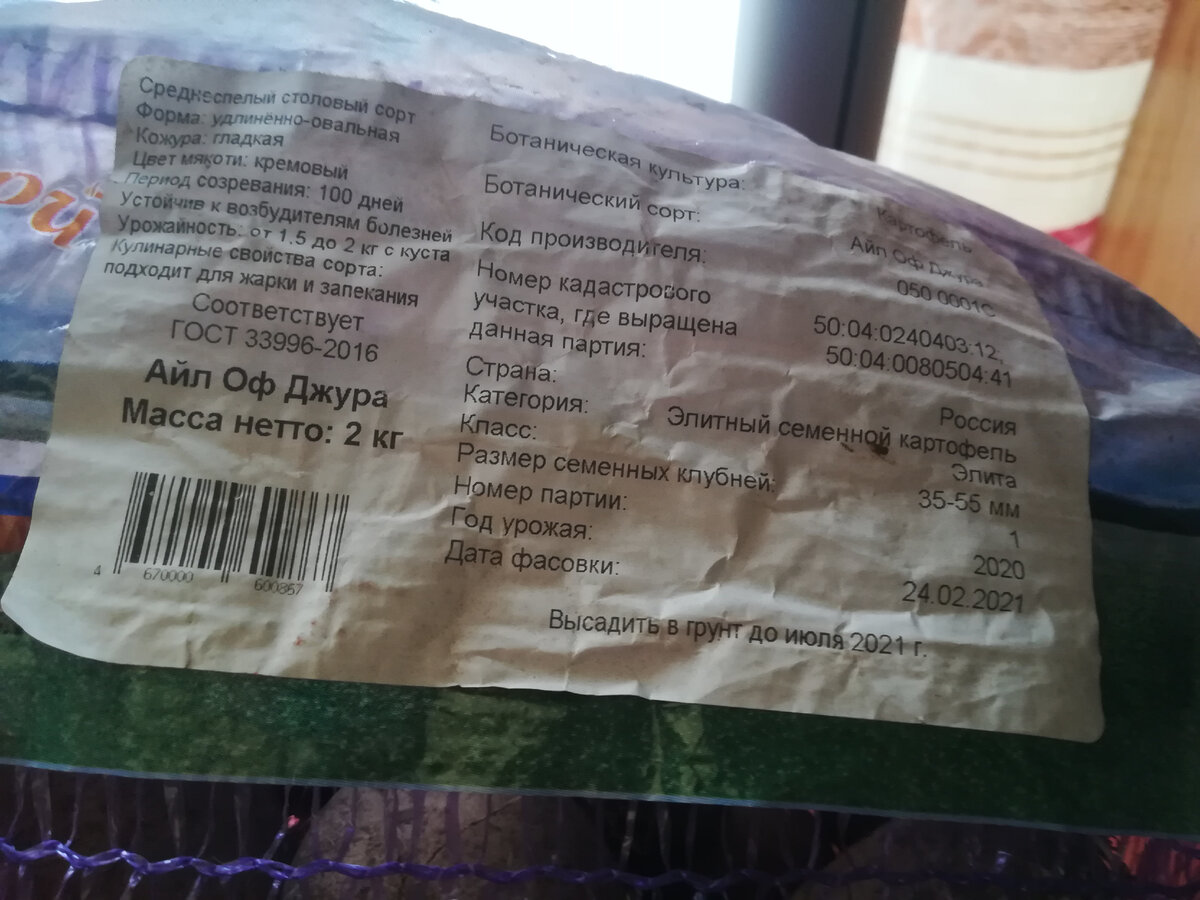 Среднеспелый столовый сорт
Форма: удлинённо-овальная
Кожура: гладкая
Цвет мякоти: кремовый
Период созревания: 100 дней
Устойчив к возбудителям болезней
Урожайность: от 1.5 до 2 кг с куста
Кулинарные свойства сорта:
подходит для жарки и запекания
Соответствует
ГОСТ 33996-2016
Айл Оф Джура
Масса нетто: 2 кг
4 670000 600867
Ботаническая культура: Картофель
Ботанический сорт: Айл Оф Джура
Код производителя: 050 0001С
Номер кадастрового
участка, где выращена 50:04:0240403:12,
данная партия: 50:04:0080504:41
Страна: Россия
Категория: Элитный семенной картофель
Класс: Элита
Размер семенных клубней: 35-55 мм
Номер партии: 1
Год урожая: 2020
Дата фасовки: 24.02.2021
Высадить в грунт до июля 2021 г.